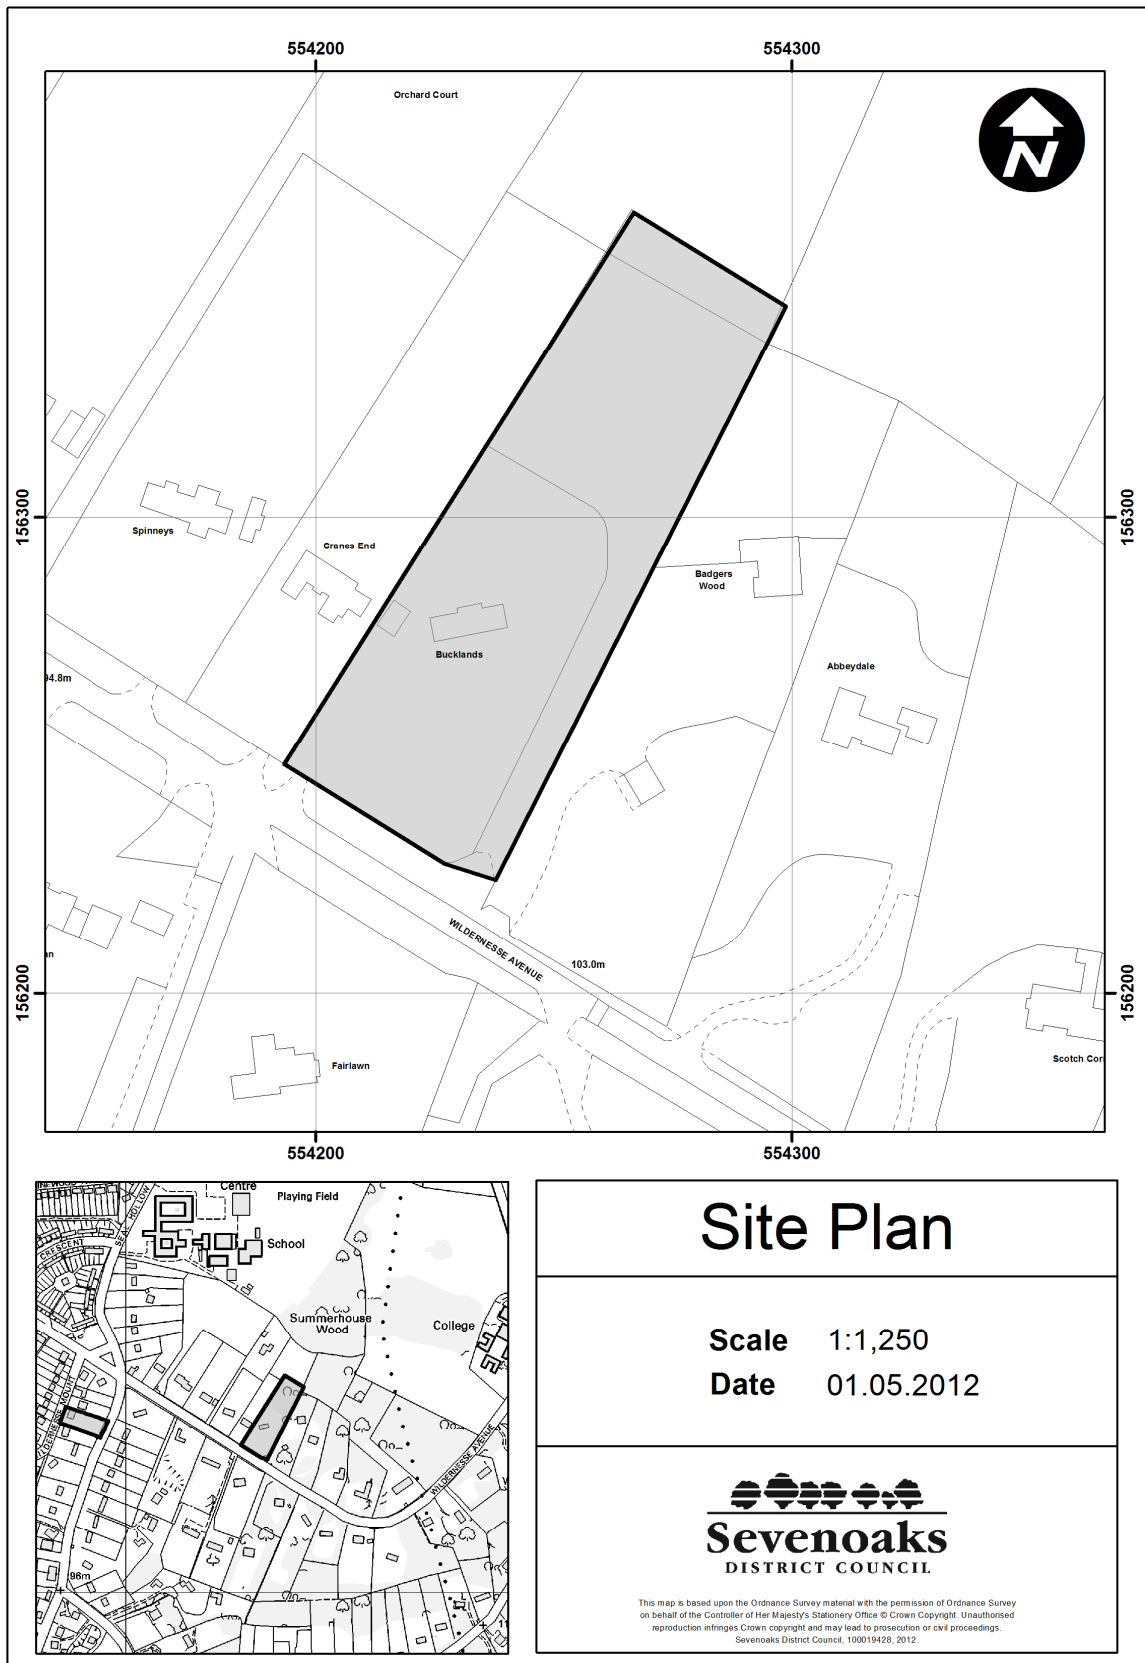 554200
554300
Orchard Court
N
156300
156300
Spinneys
Cranes End
Badgers
Wood
Bucklands
Abbeydale
94.8m
WILDERNESSE AVENUE
103.0m
156200
156200
Fairlawn
554200
554300
Centre
Playing Field
SEAL HOLLOW
School
CRESCENT
Summerhouse
Wood
College
WILDERNESSE AVENUE
96m
Site Plan
Scale 1:1,250
Date 01.05.2012
Sevenoaks
DISTRICT COUNCIL
This map is based upon the Ordnance Survey material with the permission of Ordnance Survey
on behalf of the Controller of Her Majesty's Stationery Office © Crown Copyright. Unauthorised
reproduction infringes Crown copyright and may lead to prosecution or civil proceedings.
Sevenoaks District Council, 100019428, 2012.